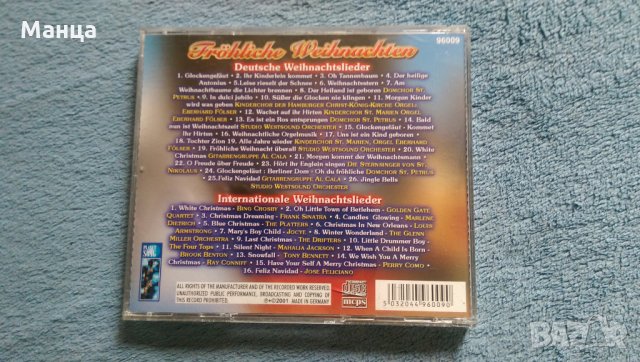 Манца
96009
Fröhliche Weihnachten
Deutsche Weihnachtslieder
1. Glockengeläut • 2. Ihr Kinderlein kommet • 3. Oh Tannenbaum • 4. Der heilige
Antonius • 5.Leise rieselt der Schnee • 6. Weihnachtsstern • 7. Am
Weihnachtbaume die Lichter brennen • 8. Der Heiland ist geboren Domchor St.
Petrus • 9. In dulci jubilo • 10. Süßer die Glocken nie klingen • 11. Morgen Kinder
wird was geben Kinderchor der Hamburger Christ-König-Kirche Orgel
Eberhard Fölser • 12. Wachet auf Ihr Hirten Kinderchor St. Marien Orgel
Eberhard Fölser • 13. Es ist ein Ros entsprungen Domchor St. Petrus • 14. Bald
nun ist Weihnachtszeit Studio Westsound Orchester • 15. Glockengeläut - Kommet
Ihr Hirten • 16. Weihnachtliche Orgelmusik • 17. Uns ist ein Kind geboren •
18. Tochter Zion 19. Alle Jahre wieder Kinderchor St. Marien, Orgel Eberhard
Fölser • 19. Fröhliche Weihnacht überall Studio Westsound Orchester • 20. White
Christmas Gitarrengruppe Al Cala • 21. Morgen kommt der Weihnachtsmann •
22. O Freude über Freude • 23. Hört Ihr Englein singen Die Sternsinger von St.
Nikolaus • 24. Glockengeläut : Berliner Dom - Oh du fröhliche Domchor St. Petrus
• 25.Feliz Navidad Gitarrengruppe Al Cala • 26. Jingle Bells
Studio Westsound Orchester
Internationale Weihnachtslieder
1. White Christmas - Bing Crosby • 2. Oh Little Town of Betlehem - Golden Gate
Quartet • 3. Christmas Dreaming - Frank Sinatra • 4. Candles Glowing - Marlene
Dietrich • 5. Blue Christmas - The Platters • 6. Christmas In New Orleans - Louis
Armstrong • 7. Mary's Boy Child - Jocye • 8. Winter Wonderland - The Glenn
Miller Orchestra • 9. Last Christmas - The Drifters • 10. Little Drummer Boy -
The Four Tops • 11. Silent Night - Mahalia Jackson • 12. When A Child Is Born -
Brook Benton • 13. Snowfall - Tony Bennett • 14. We Wish You A Merry
Christmas - Ray Conniff • 15. Have Your Self A Merry Christmas - Perry Como •
16. Feliz Navidad - Jose Feliciano
ALL RIGHTS OF THE MANUFACTURER AND OF THE RECORDED WORK RESERVED.
UNAUTHORIZED PUBLIC PERFORMANCE, BROADCASTING AND COPYING OF
THIS RECORD PROHIBITED. ℗+©2001 MADE IN GERMANY
mcps
5 032044 960090
bazar